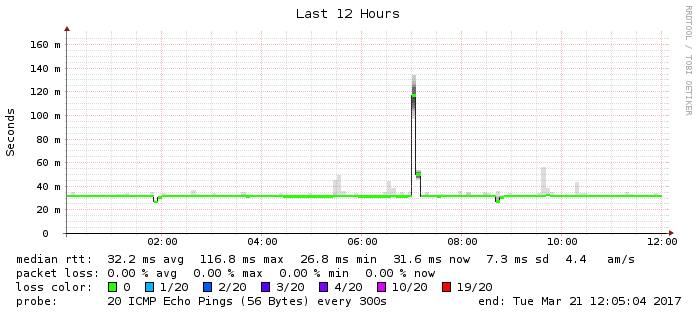 Last 12 Hours
RRDTOOL / TOBI OETIKER
Seconds
160 m
140 m
120 m
100 m
80 m
60 m
40 m
20 m
0
02:00 04:00 06:00 08:00 10:00 12:00
median rtt: 32.2 ms avg 116.8 ms max 26.8 ms min 31.6 ms now 7.3 ms sd 4.4 am/s
packet loss: 0.00 % avg 0.00 % max 0.00 % min 0.00 % now
loss color: 0 1/20 2/20 3/20 4/20 10/20 19/20
probe: 20 ICMP Echo Pings (56 Bytes) every 300s end: Tue Mar 21 12:05:04 2017